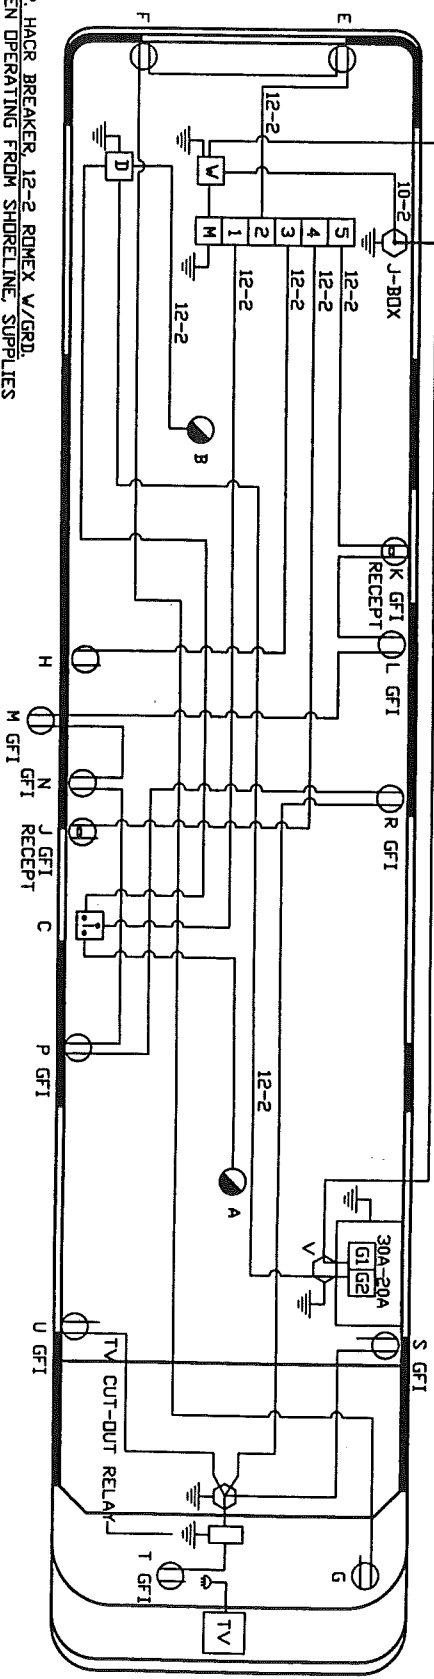 P. HACR BREAKER, 12-2 ROMEX W/GRD.
EN OPERATING FROM SHORELINE, SUPPLIES
F
E
12-2
W
D
10-2
J-BOX
M 1 2 3 4 5
12-2
12-2
12-2
12-2
12-2
B
K GFI
RECEPT
L GFI
H
M GFI
N
GFI
J GFI
RECEPT
R GFI
C
P GFI
12-2
A
V
30A-20A
G1 G2
U GFI
S GFI
TV CUT-OUT RELAY
T GFI
G
TV